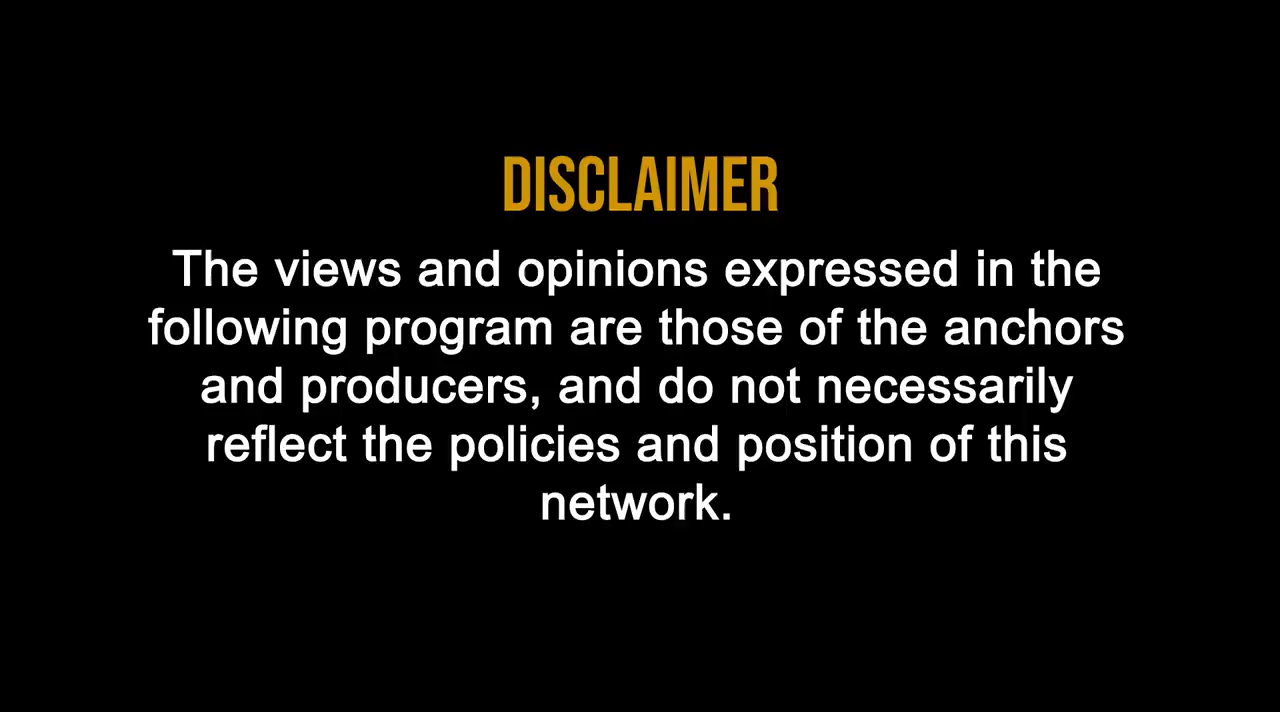 DISCLAIMER
The views and opinions expressed in the
following program are those of the anchors
and producers, and do not necessarily
reflect the policies and position of this
network.